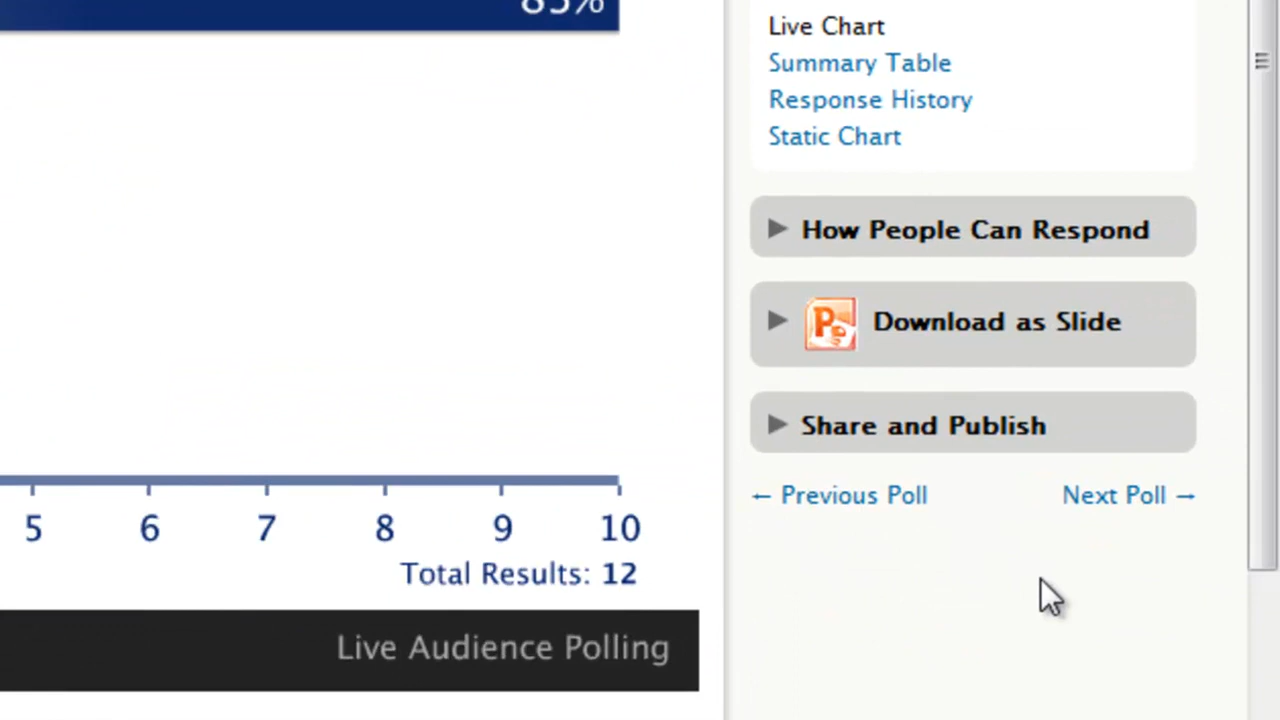 83%
5 6 7 8 9 10
Total Results: 12
Live Audience Polling
Live Chart
Summary Table
Response History
Static Chart
▶ How People Can Respond
▶ Download as Slide
▶ Share and Publish
← Previous Poll Next Poll →